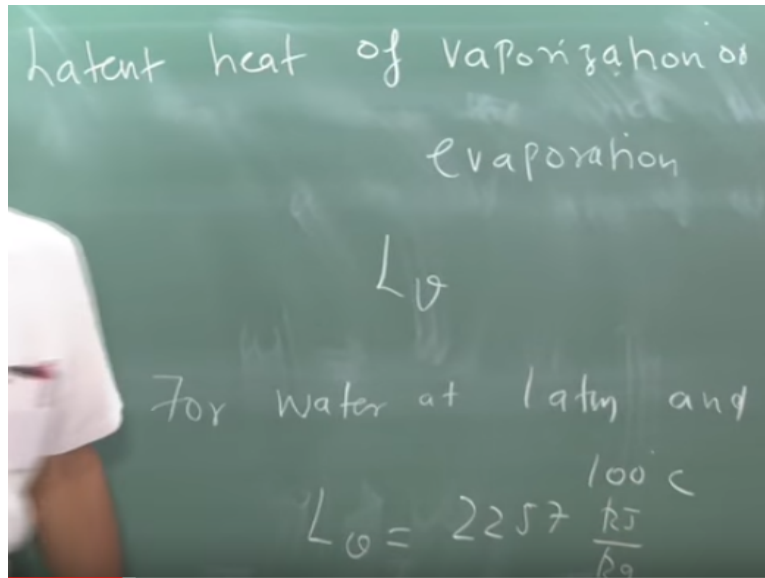 Latent heat of vaporization or
evaporation
Lv
For water at 1 atm and
100°C
Lv = 2257 kJ/kg